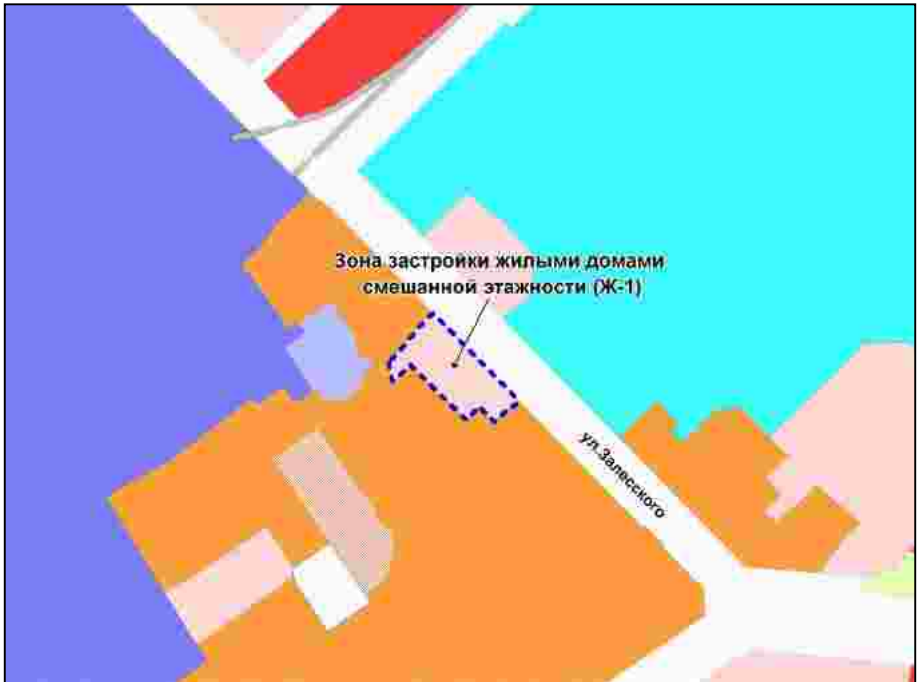 Зона застройки жилыми домами
смешанной этажности (Ж-1)
ул.Залесского